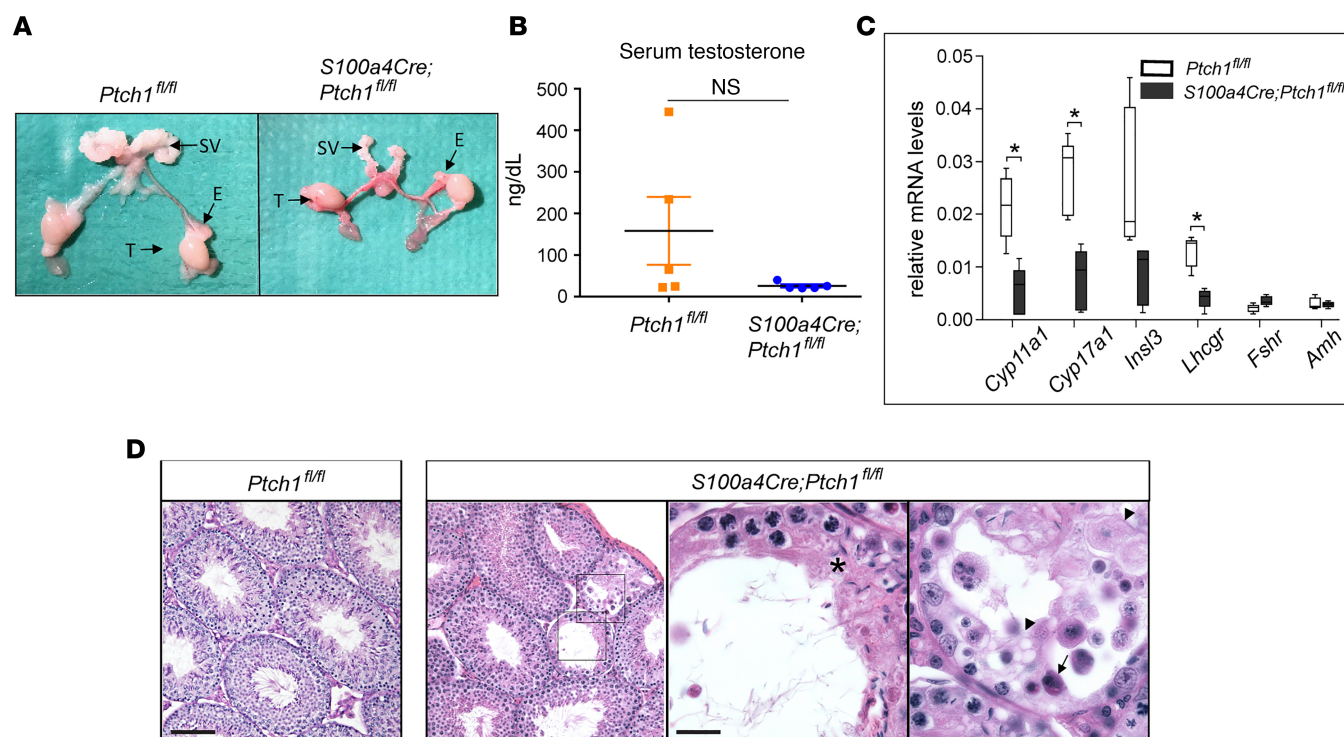 A
Ptch1fl/fl
S100a4Cre;
Ptch1fl/fl
SV
E
T
SV
E
T
B
Serum testosterone
NS
ng/dL
500
400
300
200
100
0
Ptch1fl/fl
S100a4Cre;
Ptch1fl/fl
C
relative mRNA levels
0.05
0.04
0.03
0.02
0.01
0.00
Ptch1fl/fl
S100a4Cre;Ptch1fl/fl
*
*
*
Cyp11a1
Cyp17a1
Insl3
Lhcgr
Fshr
Amh
D
Ptch1fl/fl
S100a4Cre;Ptch1fl/fl
*